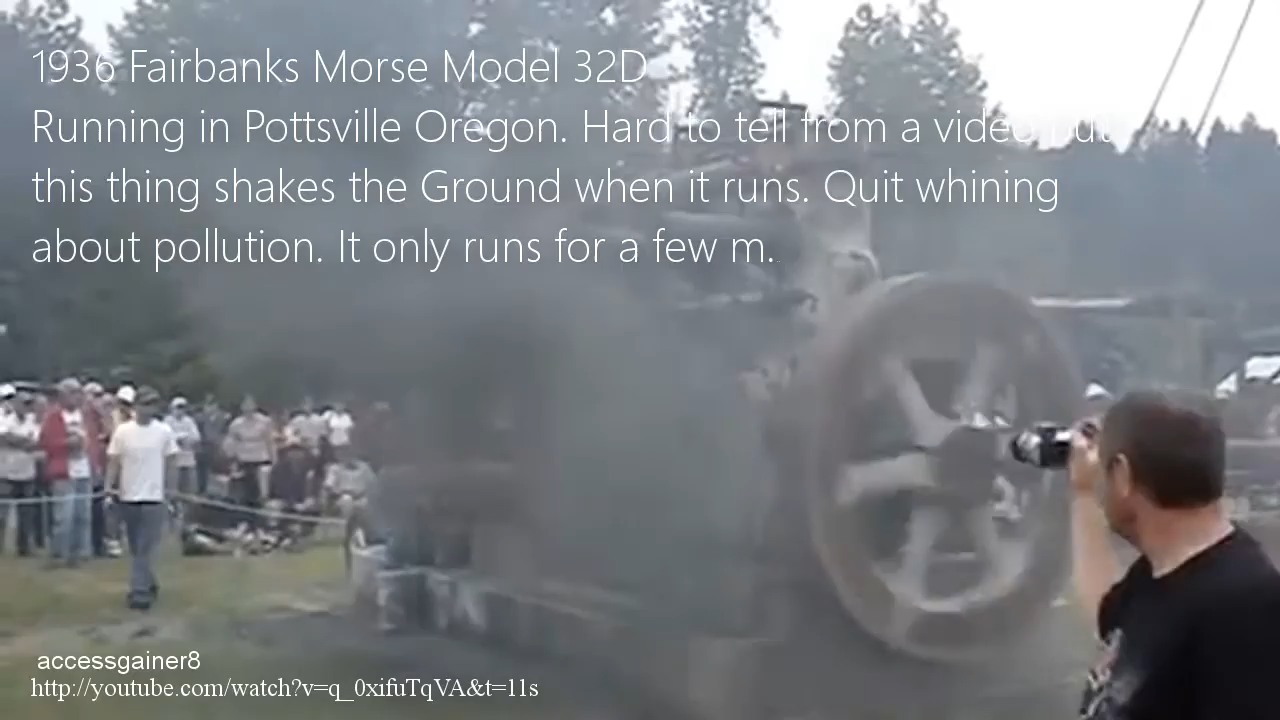 1936 Fairbanks Morse Model 32D
Running in Pottsville Oregon. Hard to tell from a video but
this thing shakes the Ground when it runs. Quit whining
about pollution. It only runs for a few m.
accessgainer8
http://youtube.com/watch?v=q_0xifuTqVA&t=11s